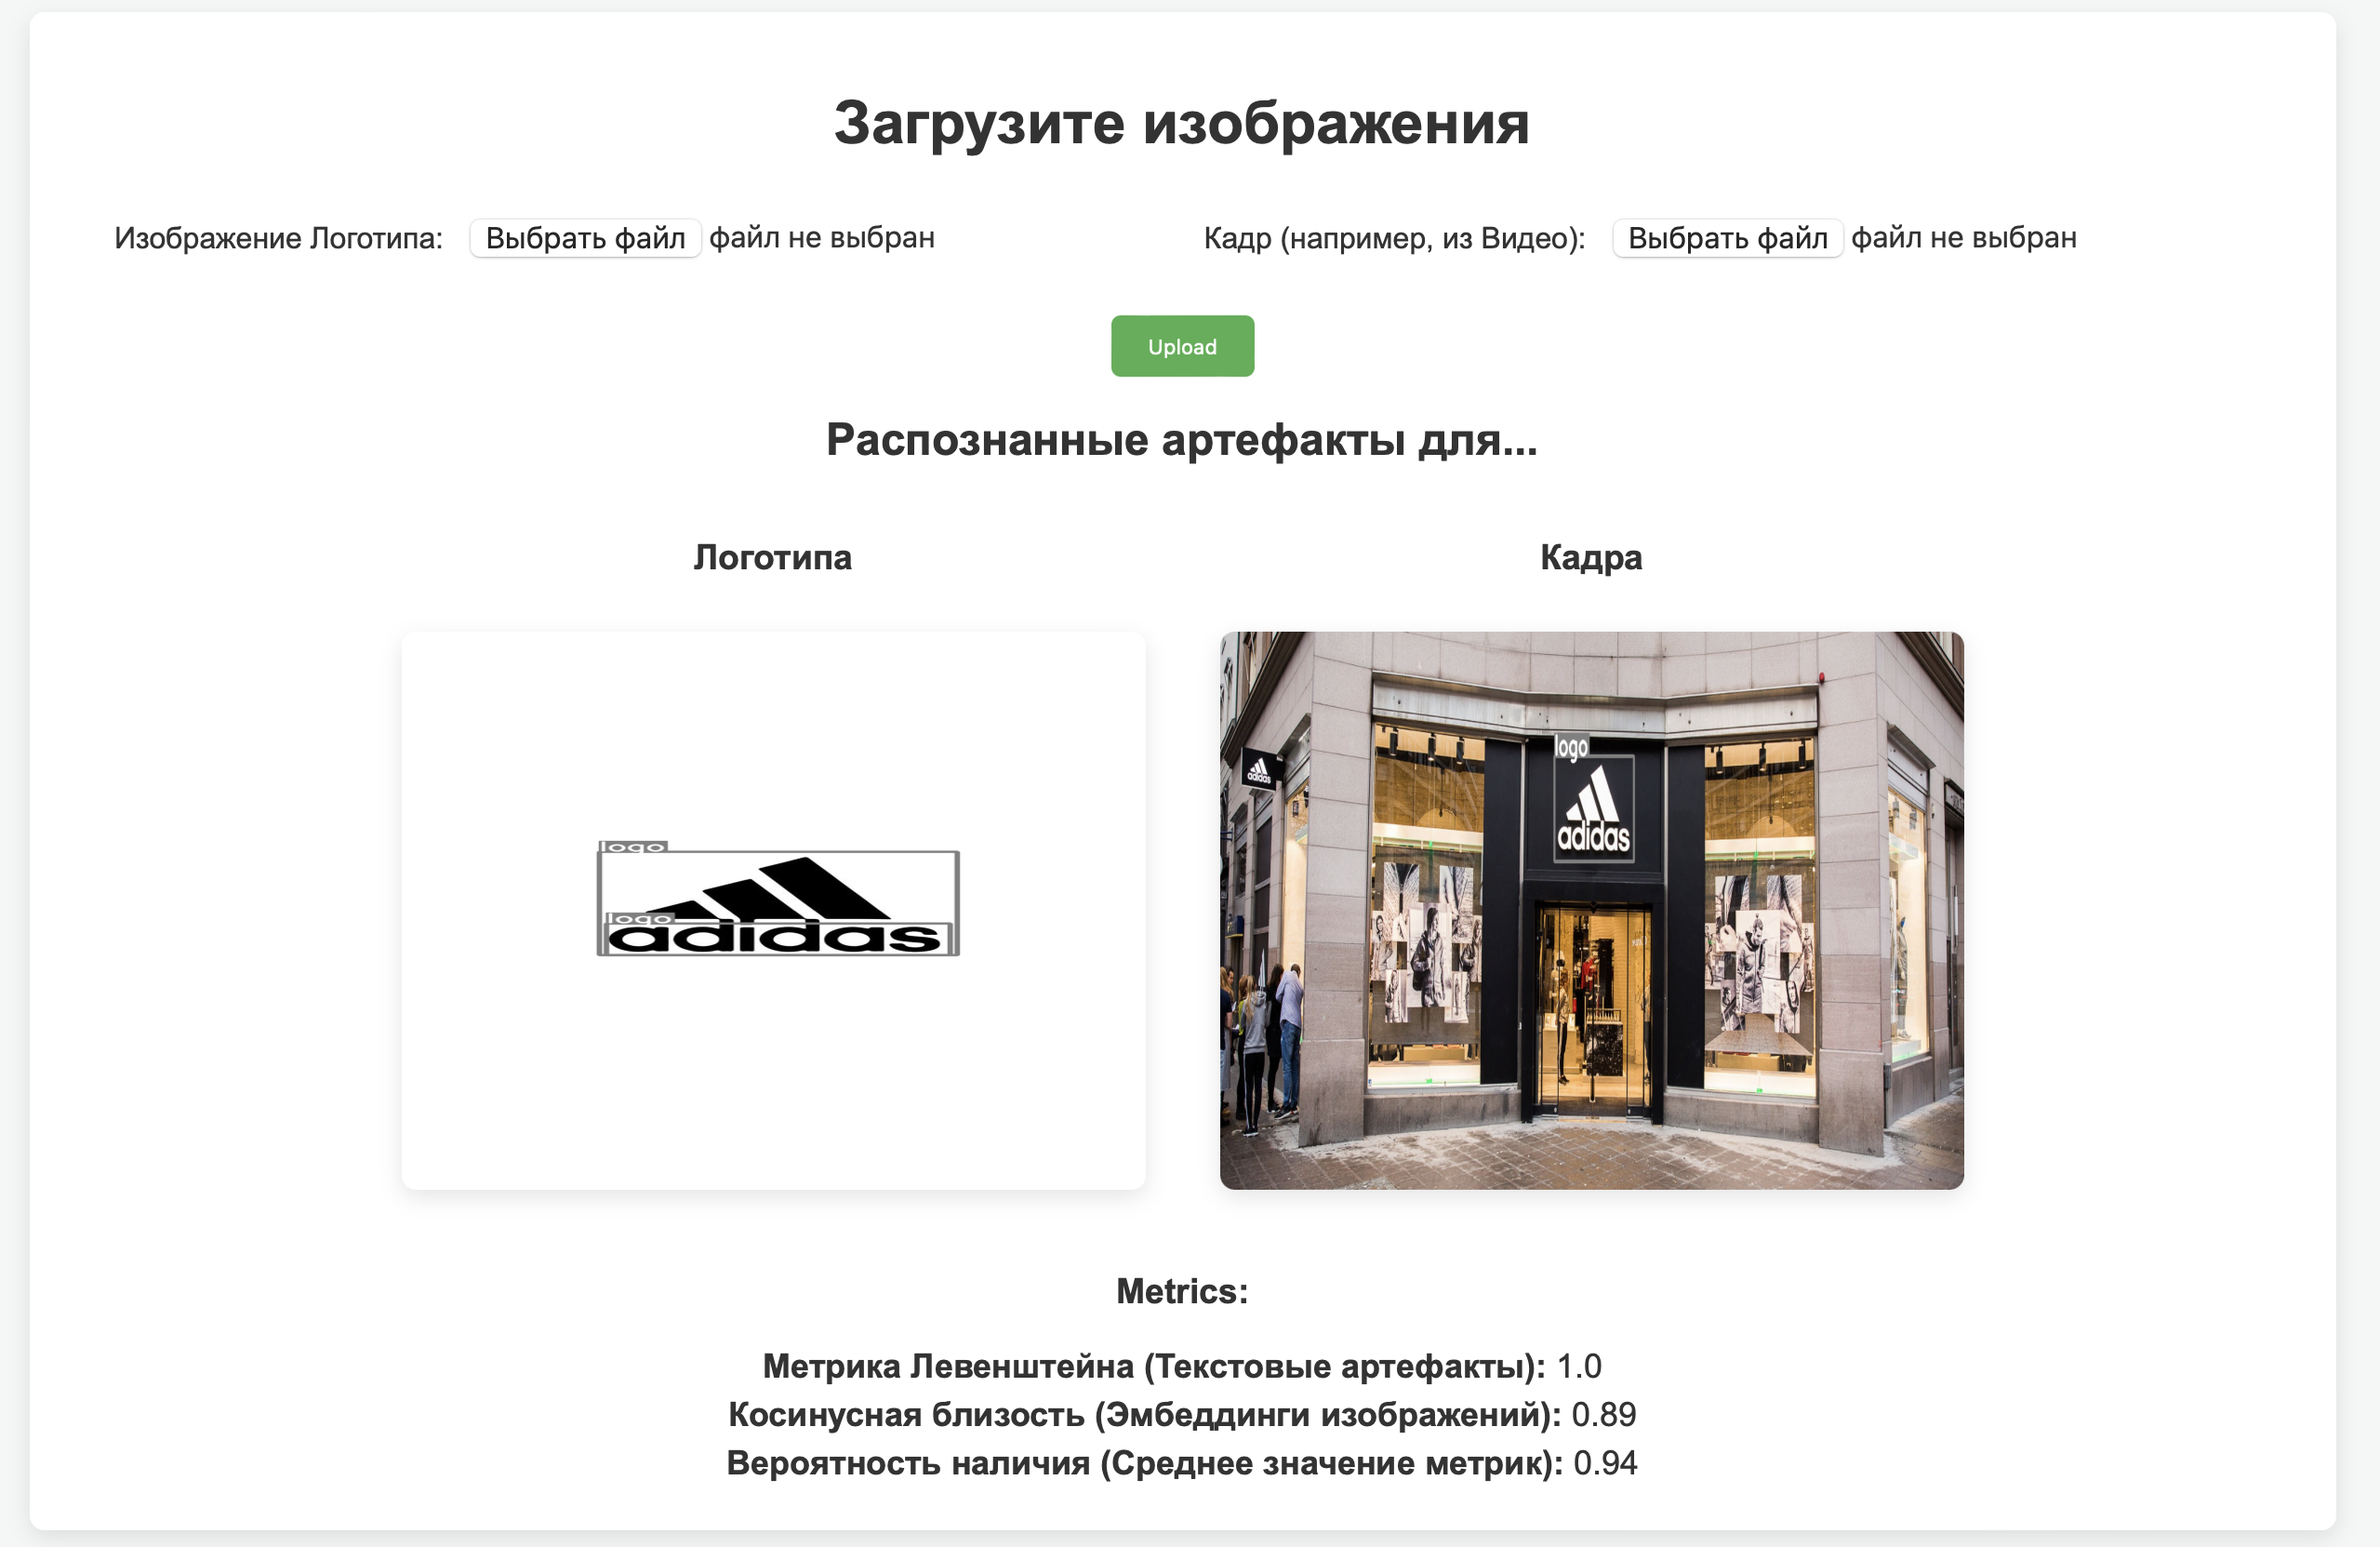 Загрузите изображения
Изображение Логотипа: Выбрать файл файл не выбран
Кадр (например, из Видео): Выбрать файл файл не выбран
Upload
Распознанные артефакты для...
Логотипа
Кадра
logo
logo
adidas
logo
adidas
adidas
Metrics:
Метрика Левенштейна (Текстовые артефакты): 1.0
Косинусная близость (Эмбеддинги изображений): 0.89
Вероятность наличия (Среднее значение метрик): 0.94